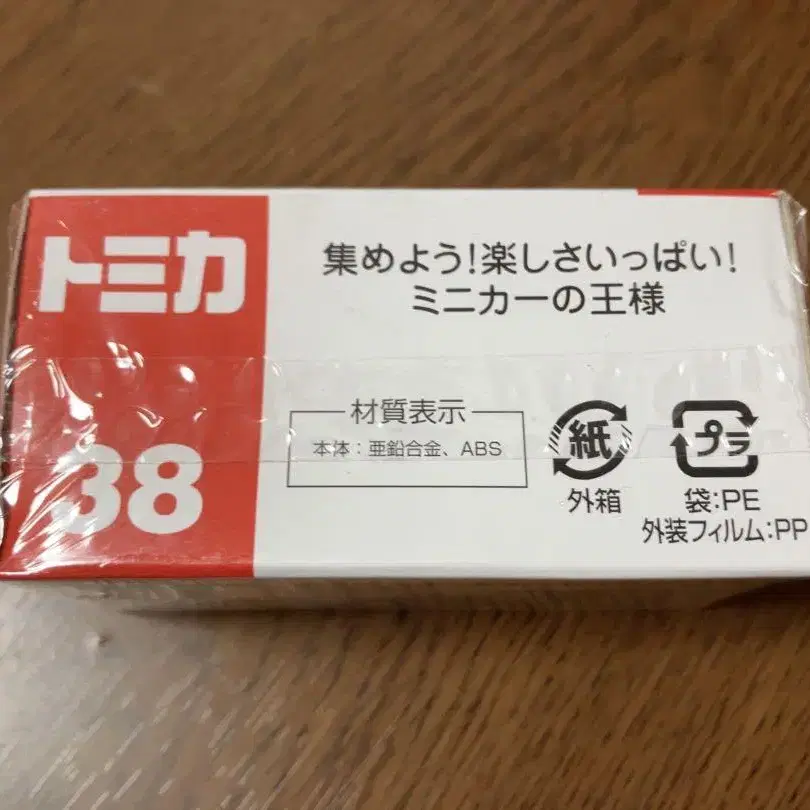 トミカ
38
集めよう!楽しさいっぱい!
ミニカーの王様
材質表示
本体:亜鉛合金、ABS
紙
外箱
プラ
袋:PE
外装フィルム:PP